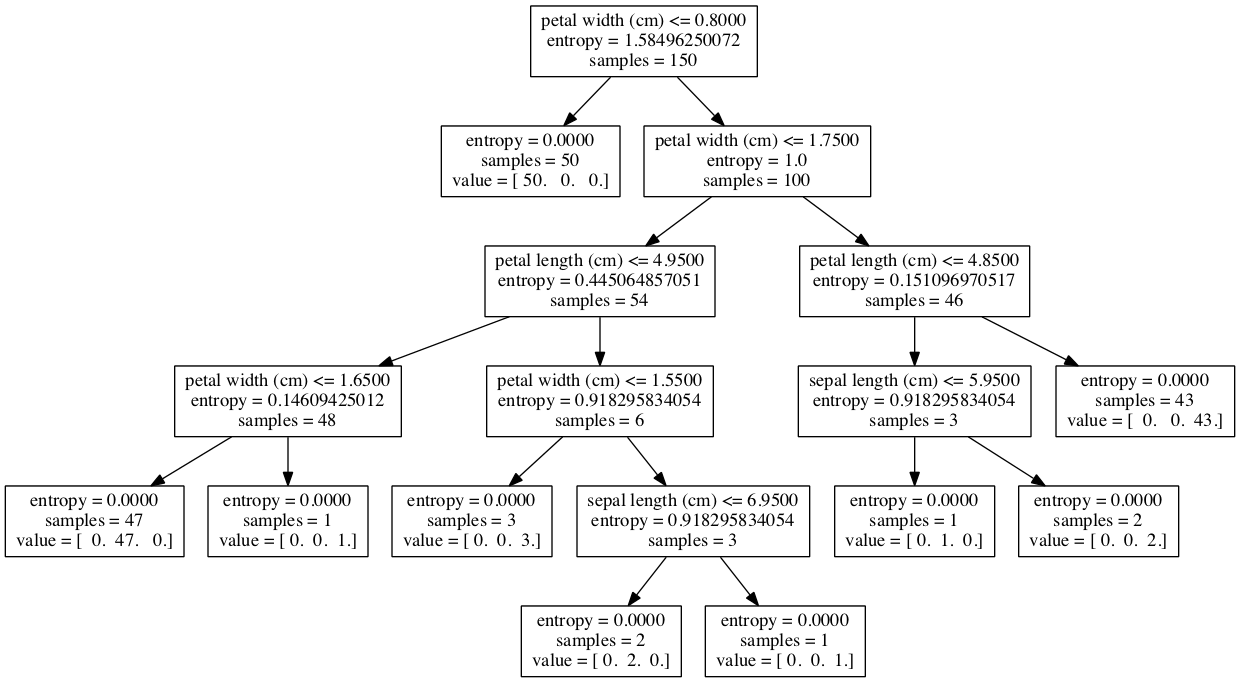 petal width (cm) <= 0.8000
entropy = 1.58496250072
samples = 150
entropy = 0.0000
samples = 50
value = [ 50.   0.   0.]
petal width (cm) <= 1.7500
entropy = 1.0
samples = 100
petal length (cm) <= 4.9500
entropy = 0.445064857051
samples = 54
petal length (cm) <= 4.8500
entropy = 0.151096970517
samples = 46
petal width (cm) <= 1.6500
entropy = 0.14609425012
samples = 48
petal width (cm) <= 1.5500
entropy = 0.918295834054
samples = 6
sepal length (cm) <= 5.9500
entropy = 0.918295834054
samples = 3
entropy = 0.0000
samples = 43
value = [  0.   0.  43.]
entropy = 0.0000
samples = 47
value = [  0.  47.   0.]
entropy = 0.0000
samples = 1
value = [ 0.  0.  1.]
entropy = 0.0000
samples = 3
value = [ 0.  0.  3.]
sepal length (cm) <= 6.9500
entropy = 0.918295834054
samples = 3
entropy = 0.0000
samples = 1
value = [ 0.  1.  0.]
entropy = 0.0000
samples = 2
value = [ 0.  0.  2.]
entropy = 0.0000
samples = 2
value = [ 0.  2.  0.]
entropy = 0.0000
samples = 1
value = [ 0.  0.  1.]